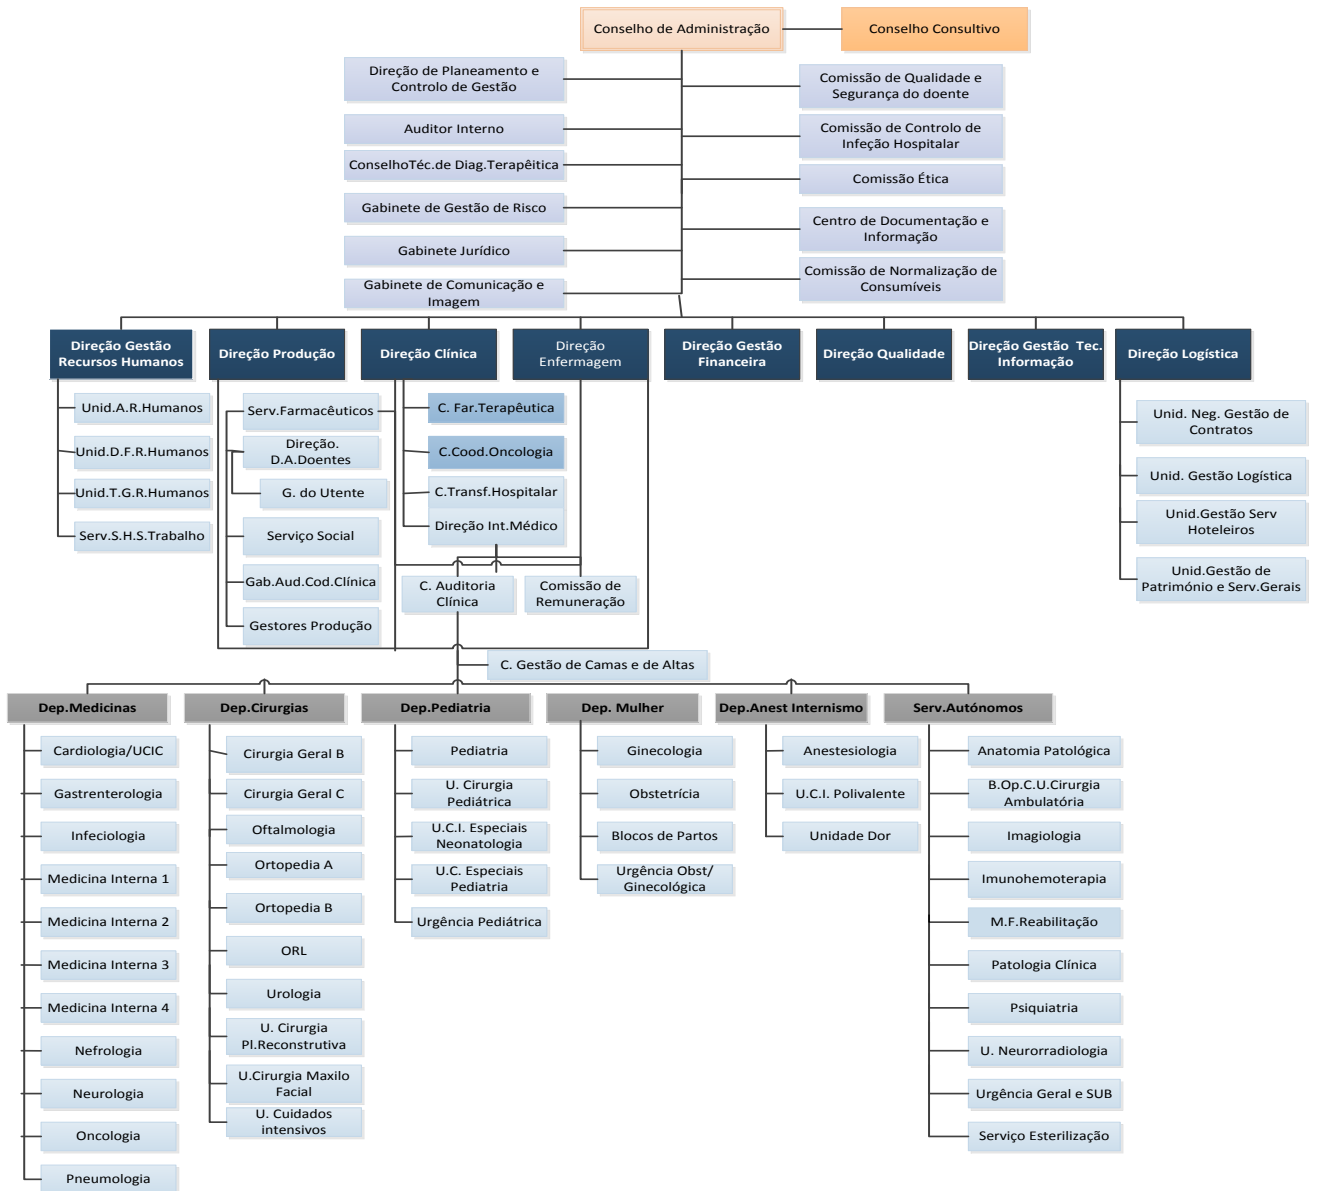 Conselho de Administração
Conselho Consultivo
Direção de Planeamento e
Controlo de Gestão
Comissão de Qualidade e
Segurança do doente
Auditor Interno
Comissão de Controlo de
Infeção Hospitalar
ConselhoTéc.de Diag.Terapêitica
Comissão Ética
Gabinete de Gestão de Risco
Centro de Documentação e
Informação
Gabinete Jurídico
Comissão de Normalização de
Consumíveis
Gabinete de Comunicação e
Imagem
Direção Gestão
Recursos Humanos
Direção Produção
Direção Clínica
Direção
Enfermagem
Direção Gestão
Financeira
Direção Qualidade
Direção Gestão Tec.
Informação
Direção Logística
Unid.A.R.Humanos
Unid.D.F.R.Humanos
Unid.T.G.R.Humanos
Serv.S.H.S.Trabalho
Serv.Farmacêuticos
Direção.
D.A.Doentes
G. do Utente
Serviço Social
Gab.Aud.Cod.Clínica
Gestores Produção
C. Far.Terapêutica
C.Cood.Oncologia
C.Transf.Hospitalar
Direção Int.Médico
C. Auditoria
Clínica
Comissão de
Remuneração
Unid. Neg. Gestão de
Contratos
Unid. Gestão Logística
Unid.Gestão Serv
Hoteleiros
Unid.Gestão de
Património e Serv.Gerais
C. Gestão de Camas e de Altas
Dep.Medicinas
Dep.Cirurgias
Dep.Pediatria
Dep. Mulher
Dep.Anest Internismo
Serv.Autónomos
Cardiologia/UCIC
Gastrenterologia
Infeciologia
Medicina Interna 1
Medicina Interna 2
Medicina Interna 3
Medicina Interna 4
Nefrologia
Neurologia
Oncologia
Pneumologia
Cirurgia Geral B
Cirurgia Geral C
Oftalmologia
Ortopedia A
Ortopedia B
ORL
Urologia
U. Cirurgia
Pl.Reconstrutiva
U.Cirurgia Maxilo
Facial
U. Cuidados
intensivos
Pediatria
U. Cirurgia
Pediátrica
U.C.I. Especiais
Neonatologia
U.C. Especiais
Pediatria
Urgência Pediátrica
Ginecologia
Obstetrícia
Blocos de Partos
Urgência Obst/
Ginecológica
Anestesiologia
U.C.I. Polivalente
Unidade Dor
Anatomia Patológica
B.Op.C.U.Cirurgia
Ambulatória
Imagiologia
Imunohemoterapia
M.F.Reabilitação
Patologia Clínica
Psiquiatria
U. Neurorradiologia
Urgência Geral e SUB
Serviço Esterilização